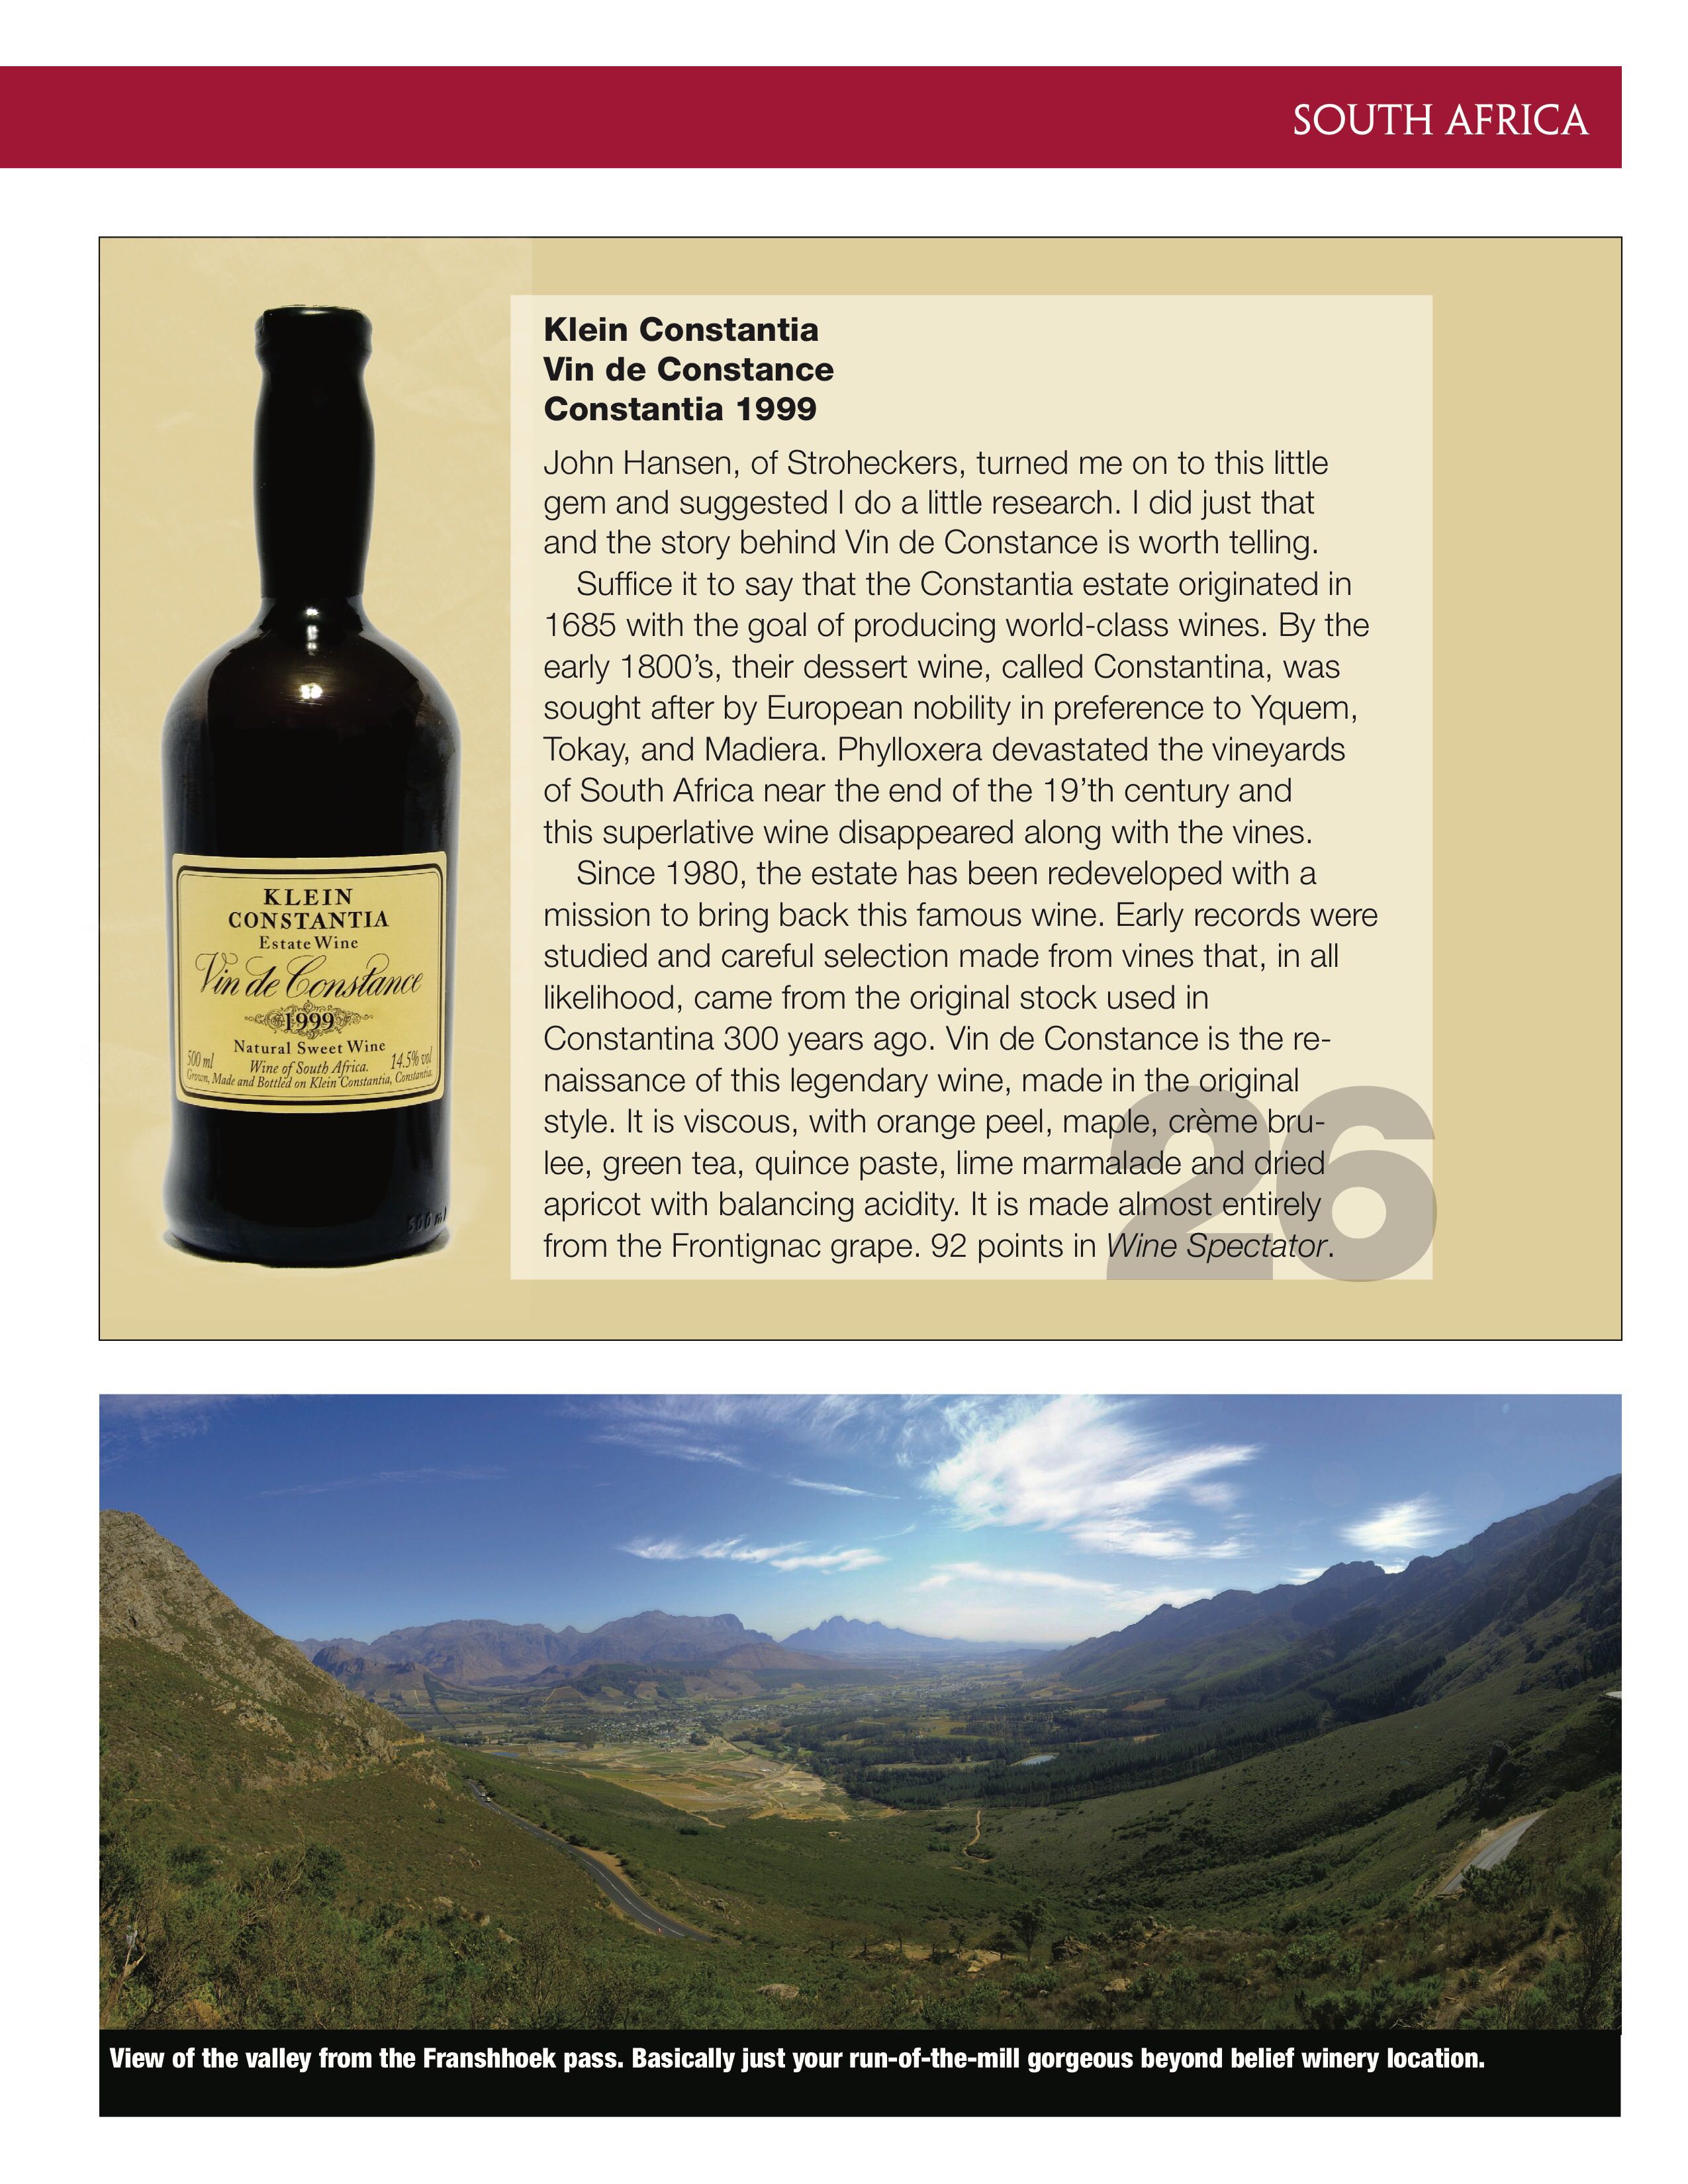 SOUTH AFRICA
KLEIN
CONSTANTIA
Estate Wine
Vin de Constance
1999
Natural Sweet Wine
500 ml Wine of South Africa. 14.5% vol
Grown, Made and Bottled on Klein Constantia, Constantia.
500 ml
Klein Constantia
Vin de Constance
Constantia 1999
John Hansen, of Stroheckers, turned me on to this little
gem and suggested I do a little research. I did just that
and the story behind Vin de Constance is worth telling.
Suffice it to say that the Constantia estate originated in
1685 with the goal of producing world-class wines. By the
early 1800’s, their dessert wine, called Constantina, was
sought after by European nobility in preference to Yquem,
Tokay, and Madiera. Phylloxera devastated the vineyards
of South Africa near the end of the 19’th century and
this superlative wine disappeared along with the vines.
Since 1980, the estate has been redeveloped with a
mission to bring back this famous wine. Early records were
studied and careful selection made from vines that, in all
likelihood, came from the original stock used in
Constantina 300 years ago. Vin de Constance is the re-
naissance of this legendary wine, made in the original
style. It is viscous, with orange peel, maple, crème bru-
lee, green tea, quince paste, lime marmalade and dried
apricot with balancing acidity. It is made almost entirely
from the Frontignac grape. 92 points in Wine Spectator.
26
View of the valley from the Franshhoek pass. Basically just your run-of-the-mill gorgeous beyond belief winery location.